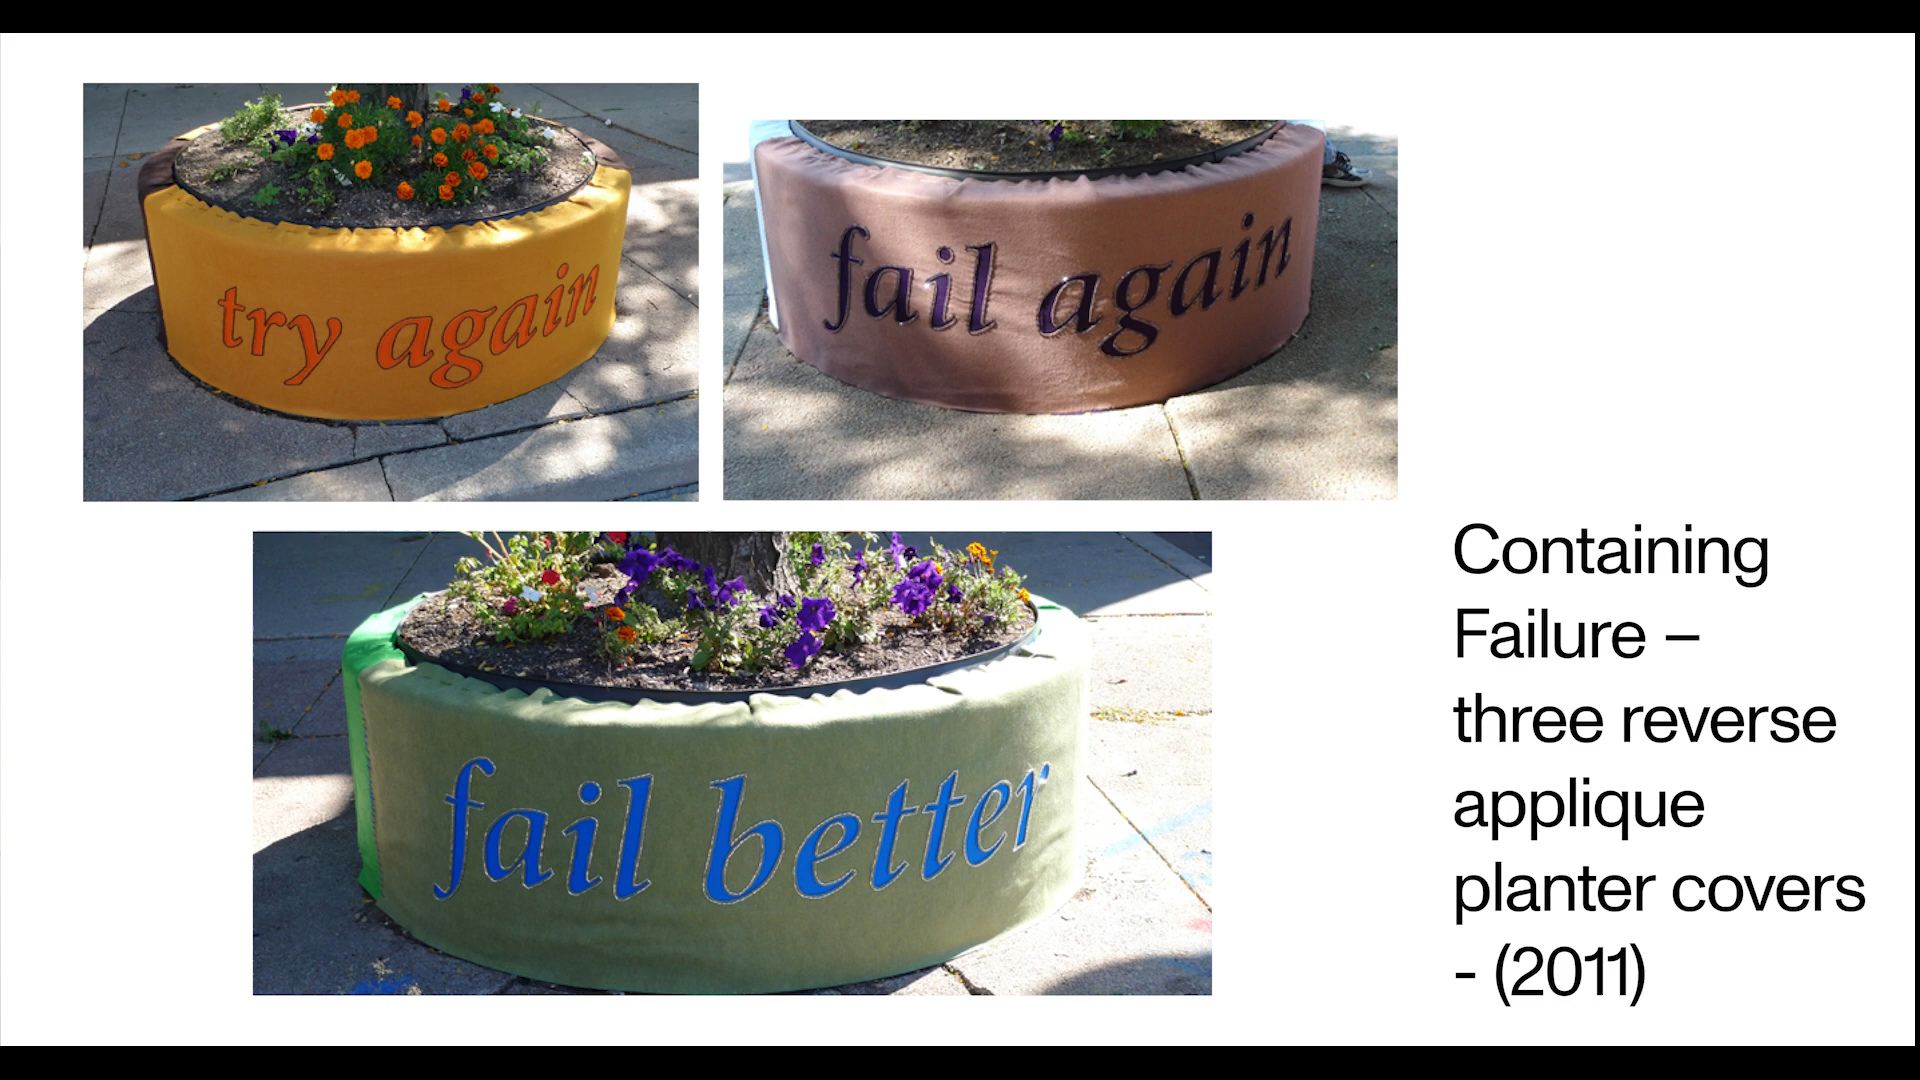 try again
fail again
fail better
Containing
Failure –
three reverse
applique
planter covers
- (2011)